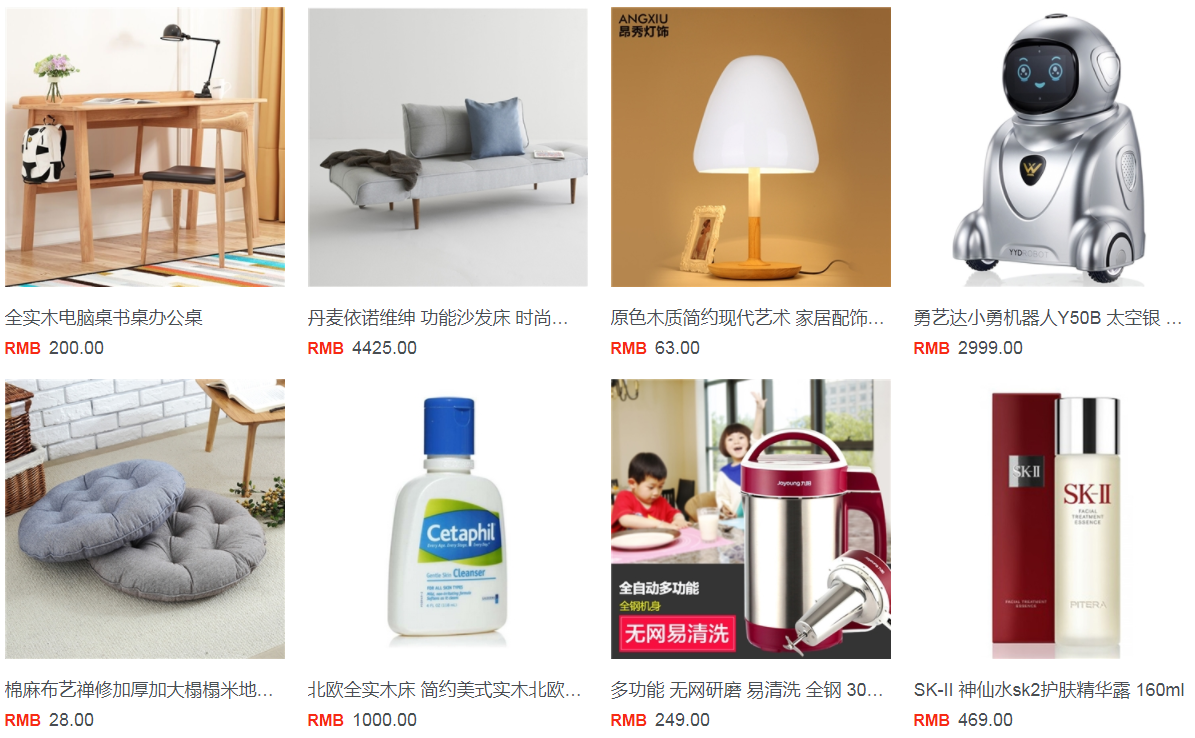 ANGXIU
昂秀灯饰
YYDROBOT
全实木电脑桌书桌办公桌
丹麦依诺维绅 功能沙发床 时尚...
原色木质简约现代艺术 家居配饰...
勇艺达小勇机器人Y50B 太空银 ...
RMB 200.00
RMB 4425.00
RMB 63.00
RMB 2999.00
Cetaphil
Gentle Skin Cleanser
FOR ALL SKIN TYPES
Joyoung 九阳
全自动多功能
全钢机身
无网易清洗
SK-II
SK-II
FACIAL
TREATMENT
ESSENCE
FACIAL TREATMENT
ESSENCE
PITERA
棉麻布艺禅修加厚加大榻榻米地...
北欧全实木床 简约美式实木北欧...
多功能 无网研磨 易清洗 全钢 30...
SK-II 神仙水sk2护肤精华露 160ml
RMB 28.00
RMB 1000.00
RMB 249.00
RMB 469.00